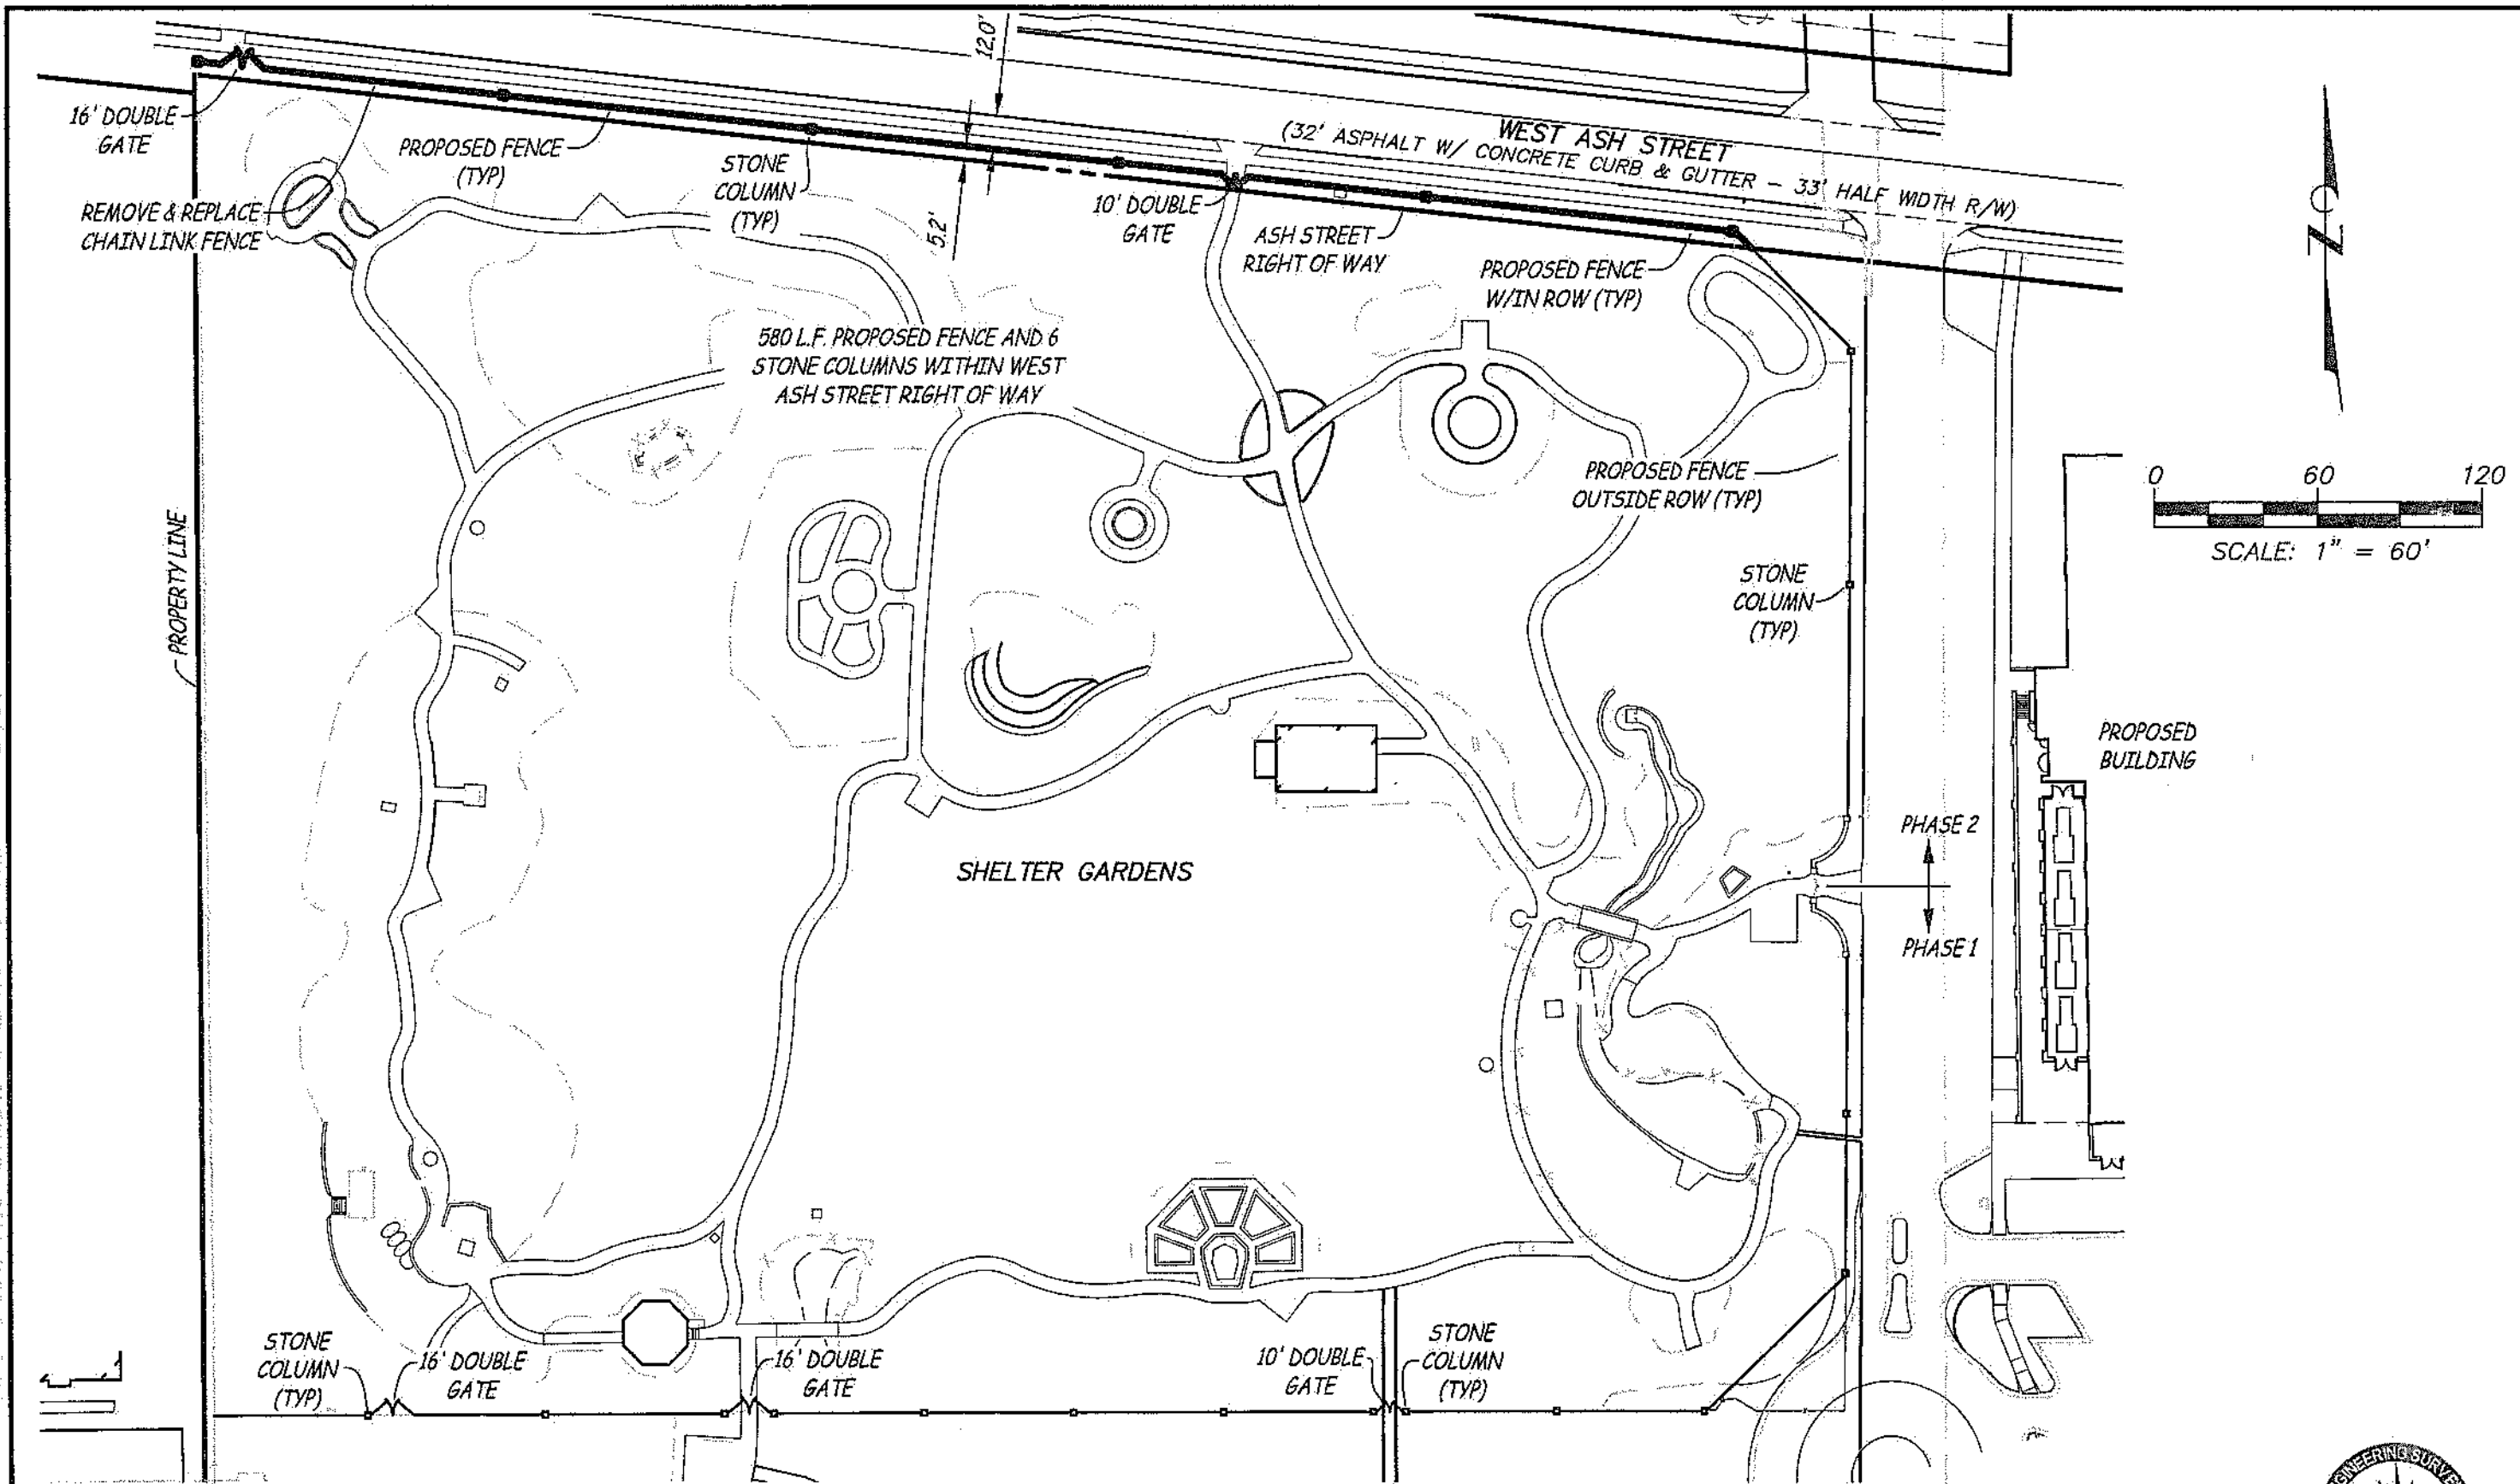 12.0'
16' DOUBLE
GATE
PROPOSED FENCE
(TYP)
STONE
COLUMN
(TYP)
WEST ASH STREET
(32' ASPHALT W/ CONCRETE CURB & GUTTER – 33' HALF WIDTH R/W)
REMOVE & REPLACE
CHAIN LINK FENCE
5.2'
10' DOUBLE
GATE
ASH STREET
RIGHT OF WAY
PROPOSED FENCE
W/IN ROW (TYP)
N
580 L.F. PROPOSED FENCE AND 6
STONE COLUMNS WITHIN WEST
ASH STREET RIGHT OF WAY
PROPOSED FENCE
OUTSIDE ROW (TYP)
0 60 120
SCALE: 1" = 60'
PROPERTY LINE
STONE
COLUMN
(TYP)
PROPOSED
BUILDING
PHASE 2
SHELTER GARDENS
PHASE 1
STONE
COLUMN
(TYP)
16' DOUBLE
GATE
16' DOUBLE
GATE
10' DOUBLE
GATE
STONE
COLUMN
(TYP)